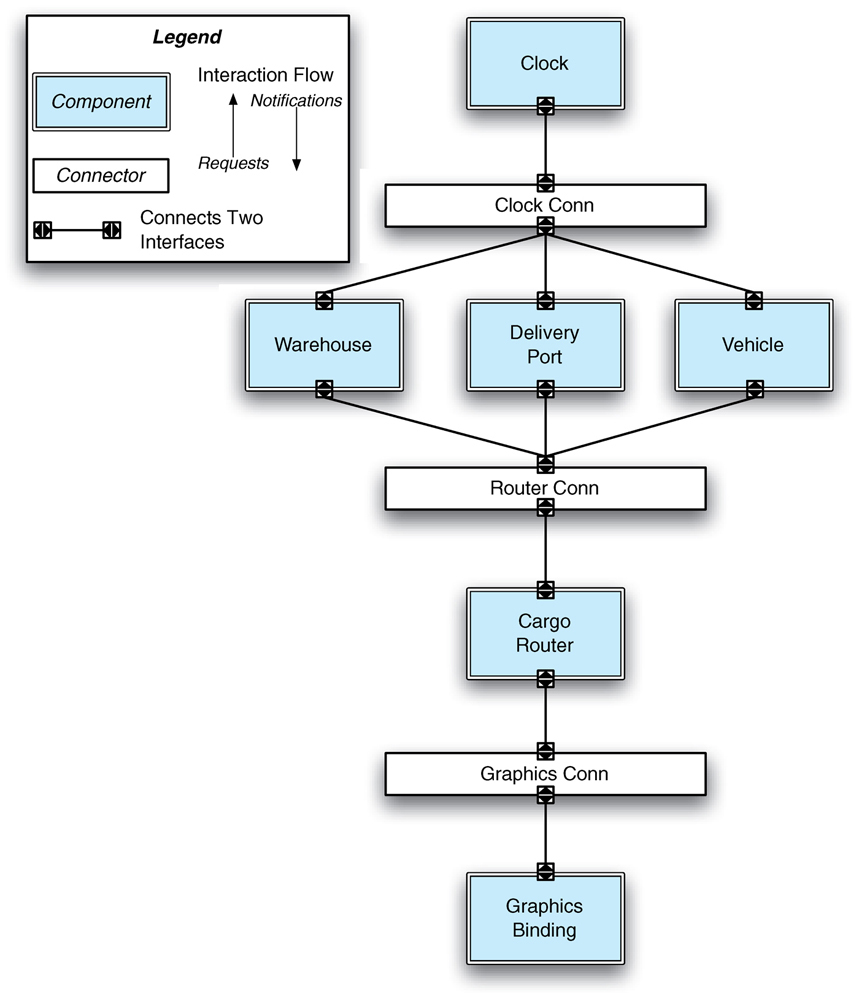 Legend
Component
Interaction Flow
Notifications
Requests
Connector
Connects Two
Interfaces
Clock
Clock Conn
Warehouse
Delivery
Port
Vehicle
Router Conn
Cargo
Router
Graphics Conn
Graphics
Binding